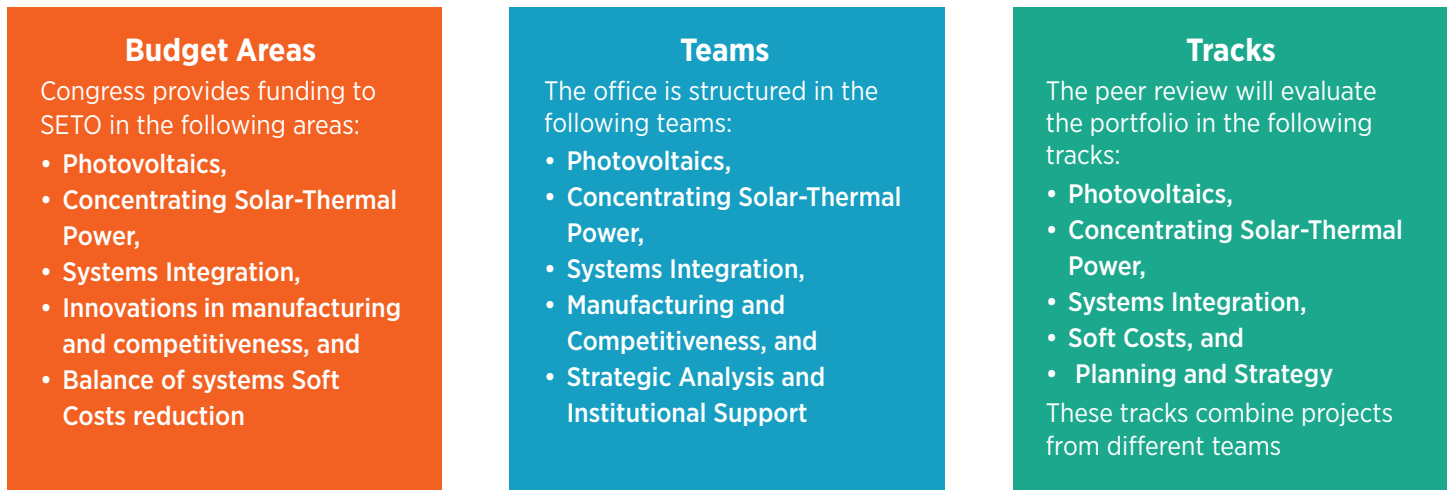 Budget Areas
Congress provides funding to
SETO in the following areas:
• Photovoltaics,
• Concentrating Solar-Thermal
Power,
• Systems Integration,
• Innovations in manufacturing
and competitiveness, and
• Balance of systems Soft
Costs reduction
Teams
The office is structured in the
following teams:
• Photovoltaics,
• Concentrating Solar-Thermal
Power,
• Systems Integration,
• Manufacturing and
Competitiveness, and
• Strategic Analysis and
Institutional Support
Tracks
The peer review will evaluate
the portfolio in the following
tracks:
• Photovoltaics,
• Concentrating Solar-Thermal
Power,
• Systems Integration,
• Soft Costs, and
• Planning and Strategy
These tracks combine projects
from different teams